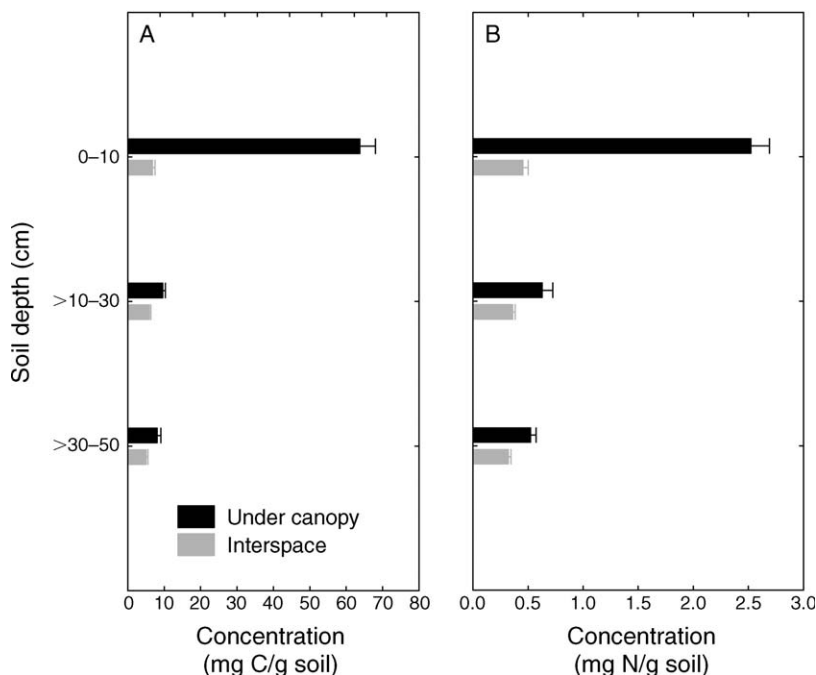 A
B
Soil depth (cm)
0–10
>10–30
>30–50
Under canopy
Interspace
0 10 20 30 40 50 60 70 80
0.0 0.5 1.0 1.5 2.0 2.5 3.0
Concentration
(mg C/g soil)
Concentration
(mg N/g soil)